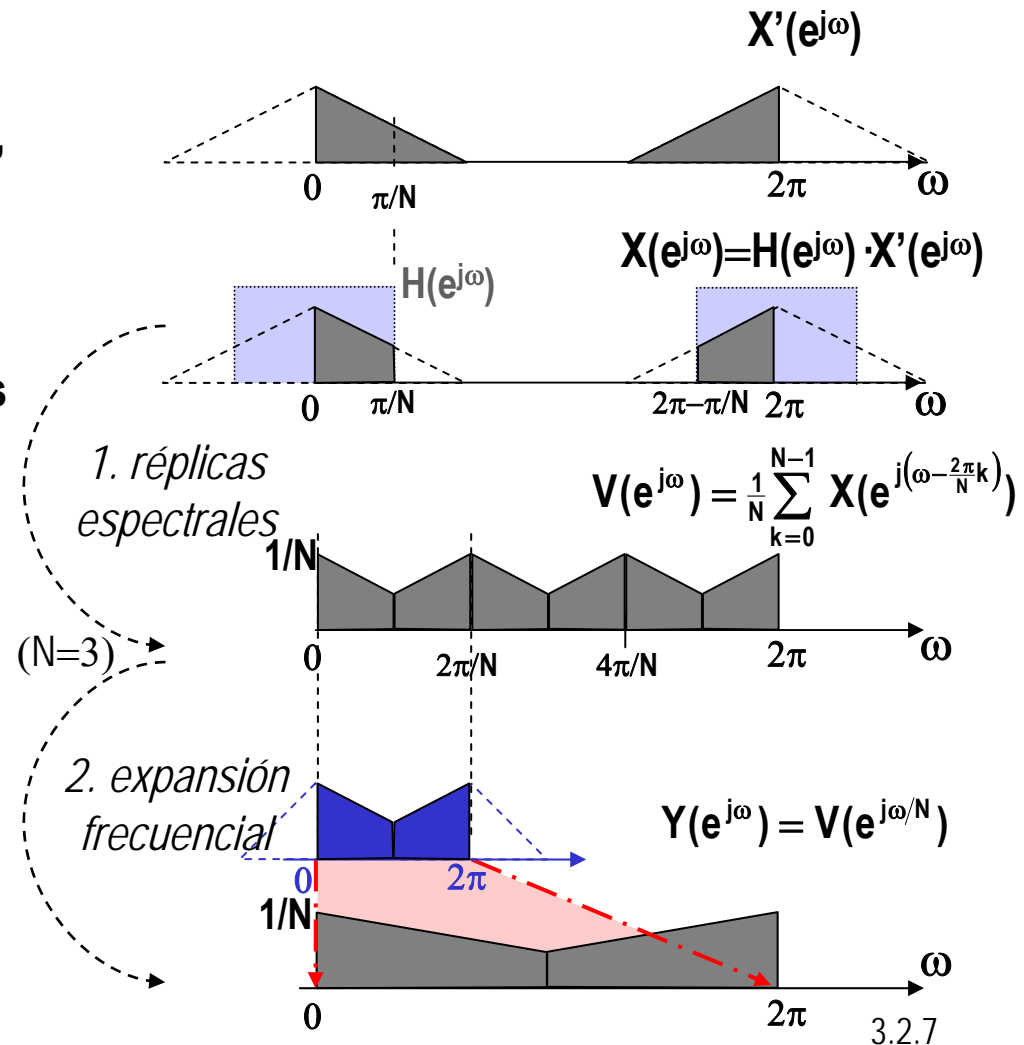 X’(e^jω)
,
0
π/N
2π
ω
X(e^jω)=H(e^jω)·X’(e^jω)
H(e^jω)
s
0
π/N
2π−π/N
2π
ω
1. réplicas
espectrales
V(e^jω) = 1/N ∑_{k=0}^{N−1} X(e^{j(ω−(2π/N)k)})
1/N
(N=3)
0
2π/N
4π/N
2π
ω
2. expansión
frecuencial
Y(e^jω) = V(e^jω/N)
0
2π
1/N
ω
0
2π
3.2.7